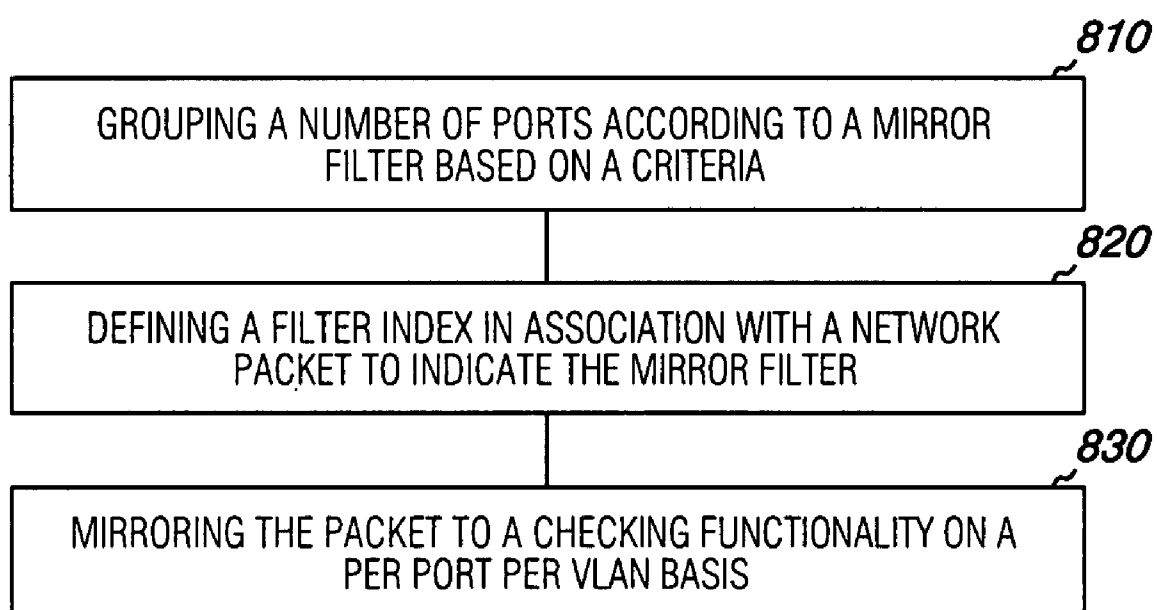 810
GROUPING A NUMBER OF PORTS ACCORDING TO A MIRROR
FILTER BASED ON A CRITERIA
820
DEFINING A FILTER INDEX IN ASSOCIATION WITH A NETWORK
PACKET TO INDICATE THE MIRROR FILTER
830
MIRRORING THE PACKET TO A CHECKING FUNCTIONALITY ON A
PER PORT PER VLAN BASIS